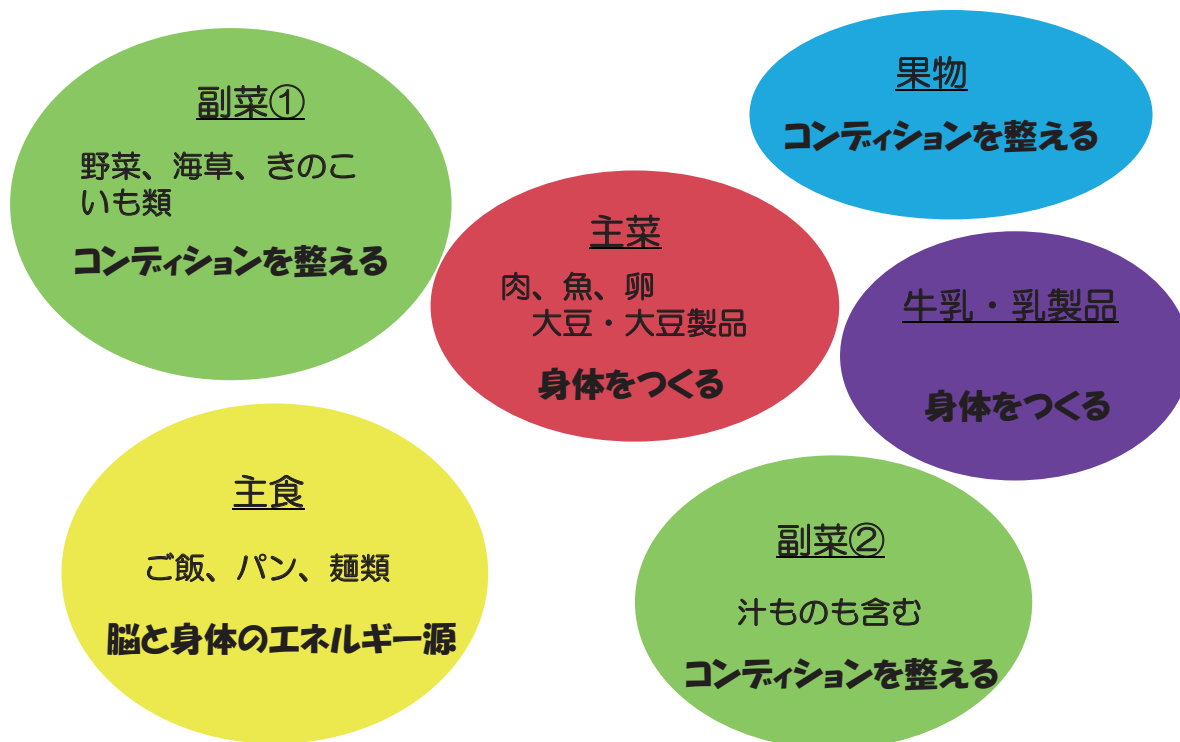 副菜①
野菜、海草、きのこ
いも類
コンディションを整える
果物
コンディションを整える
主菜
肉、魚、卵
大豆・大豆製品
身体をつくる
牛乳・乳製品
身体をつくる
主食
ご飯、パン、麺類
脳と身体のエネルギー源
副菜②
汁ものも含む
コンディションを整える